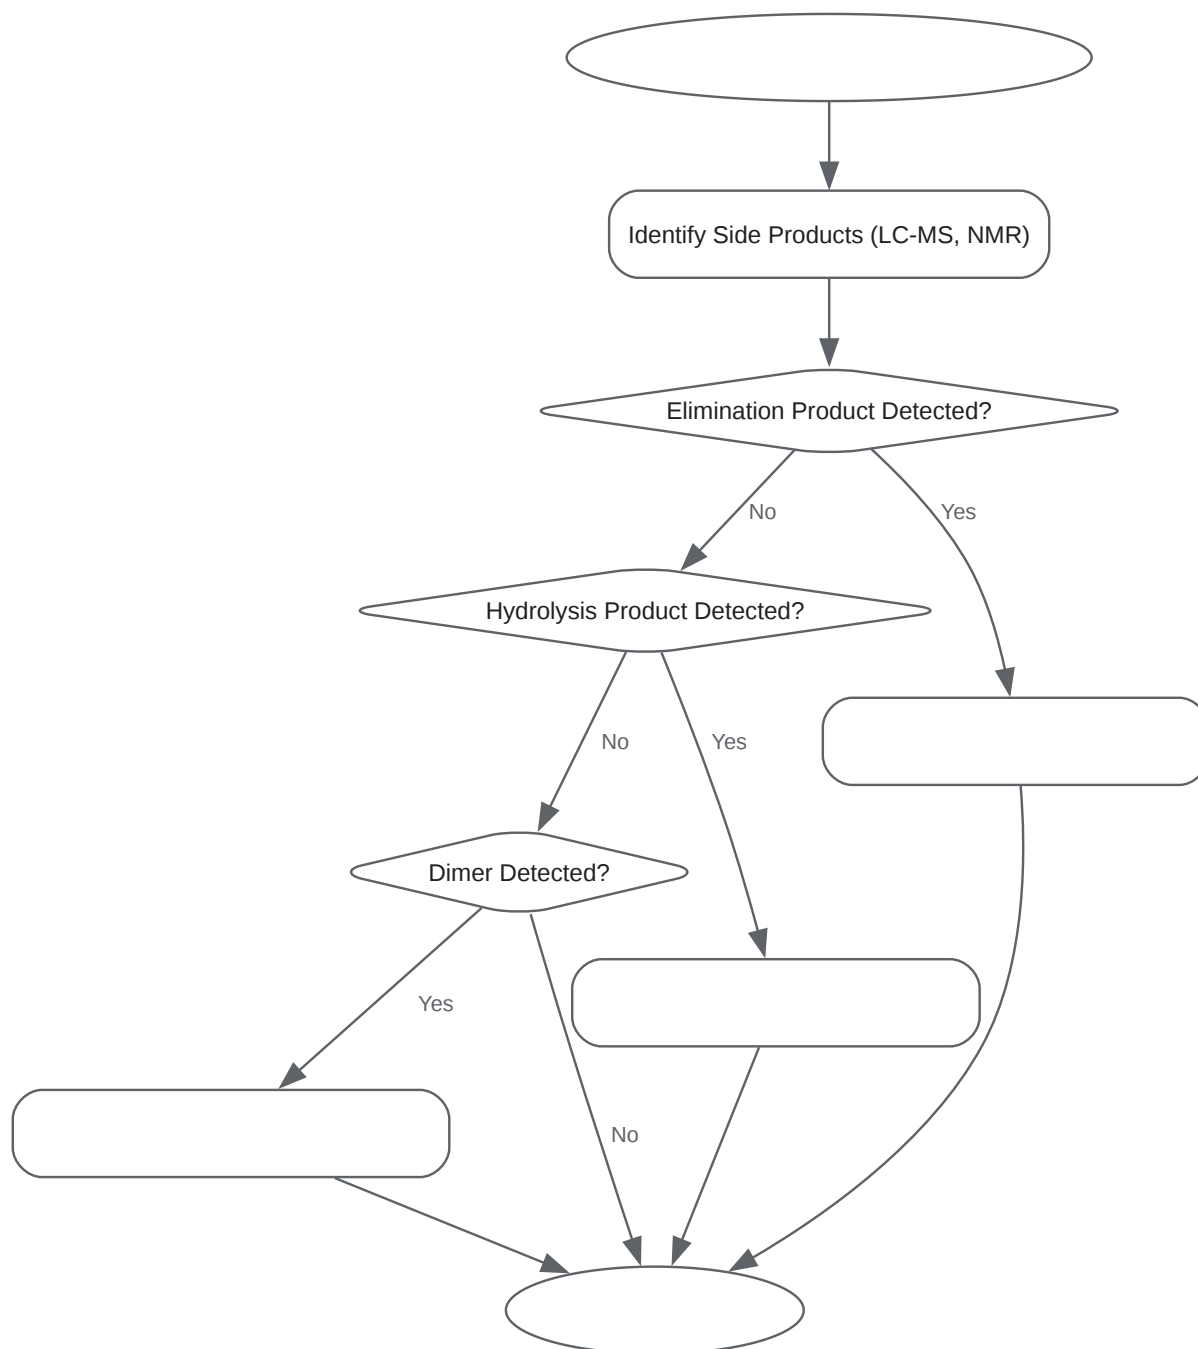 Identify Side Products (LC-MS, NMR)
Elimination Product Detected?
No
Yes
Hydrolysis Product Detected?
No
Yes
Dimer Detected?
Yes
No